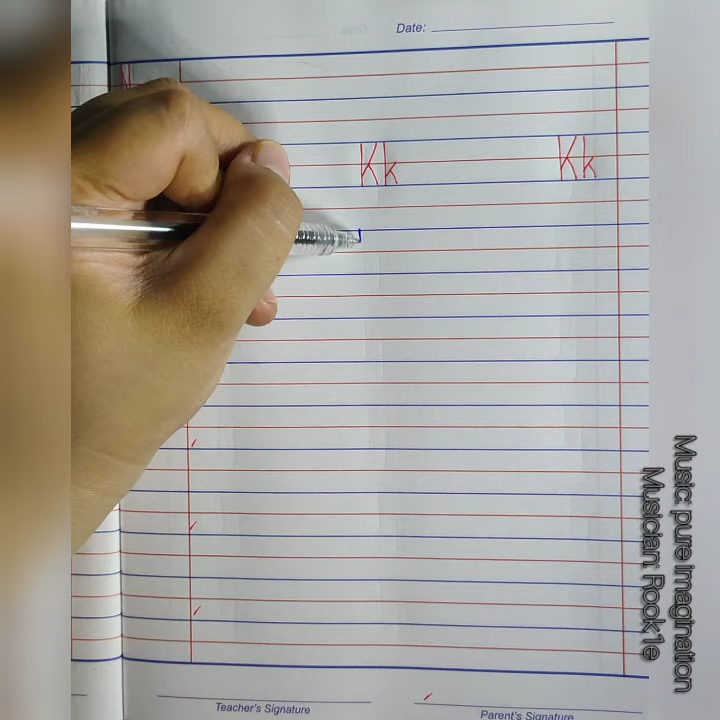 Date:
Kk Kk
Teacher's Signature
Parent's Signature
Music: pure imagination
Musician: Rook1e